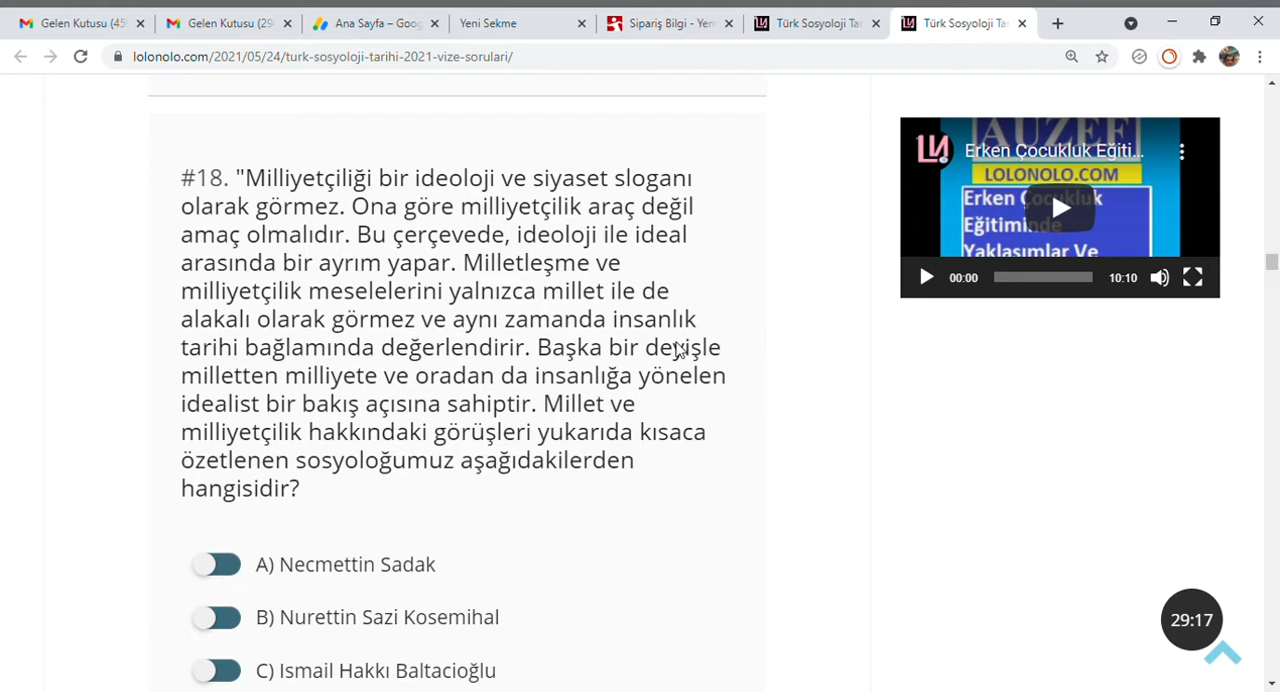 Gelen Kutusu (45
Gelen Kutusu (29
Ana Sayfa – Goog
Yeni Sekme
Sipariş Bilgi - Yem
Türk Sosyoloji Ta
Türk Sosyoloji Ta
lolonolo.com/2021/05/24/turk-sosyoloji-tarihi-2021-vize-sorulari/
#18. "Milliyetçiliği bir ideoloji ve siyaset sloganı
olarak görmez. Ona göre milliyetçilik araç değil
amaç olmalıdır. Bu çerçevede, ideoloji ile ideal
arasında bir ayrım yapar. Milletleşme ve
milliyetçilik meselelerini yalnızca millet ile de
alakalı olarak görmez ve aynı zamanda insanlık
tarihi bağlamında değerlendirir. Başka bir deyişle
milletten milliyete ve oradan da insanlığa yönelen
idealist bir bakış açısına sahiptir. Millet ve
milliyetçilik hakkındaki görüşleri yukarıda kısaca
özetlenen sosyoloğumuz aşağıdakilerden
hangisidir?
A) Necmettin Sadak
B) Nurettin Sazi Kosemihal
C) Ismail Hakkı Baltacioğlu
AUZEF
LN
Erken Çocukluk Eğiti...
LOLONOLO.COM
Erken Çocukluk
Eğitiminde
Yaklaşımlar Ve
00:00
10:10
29:17